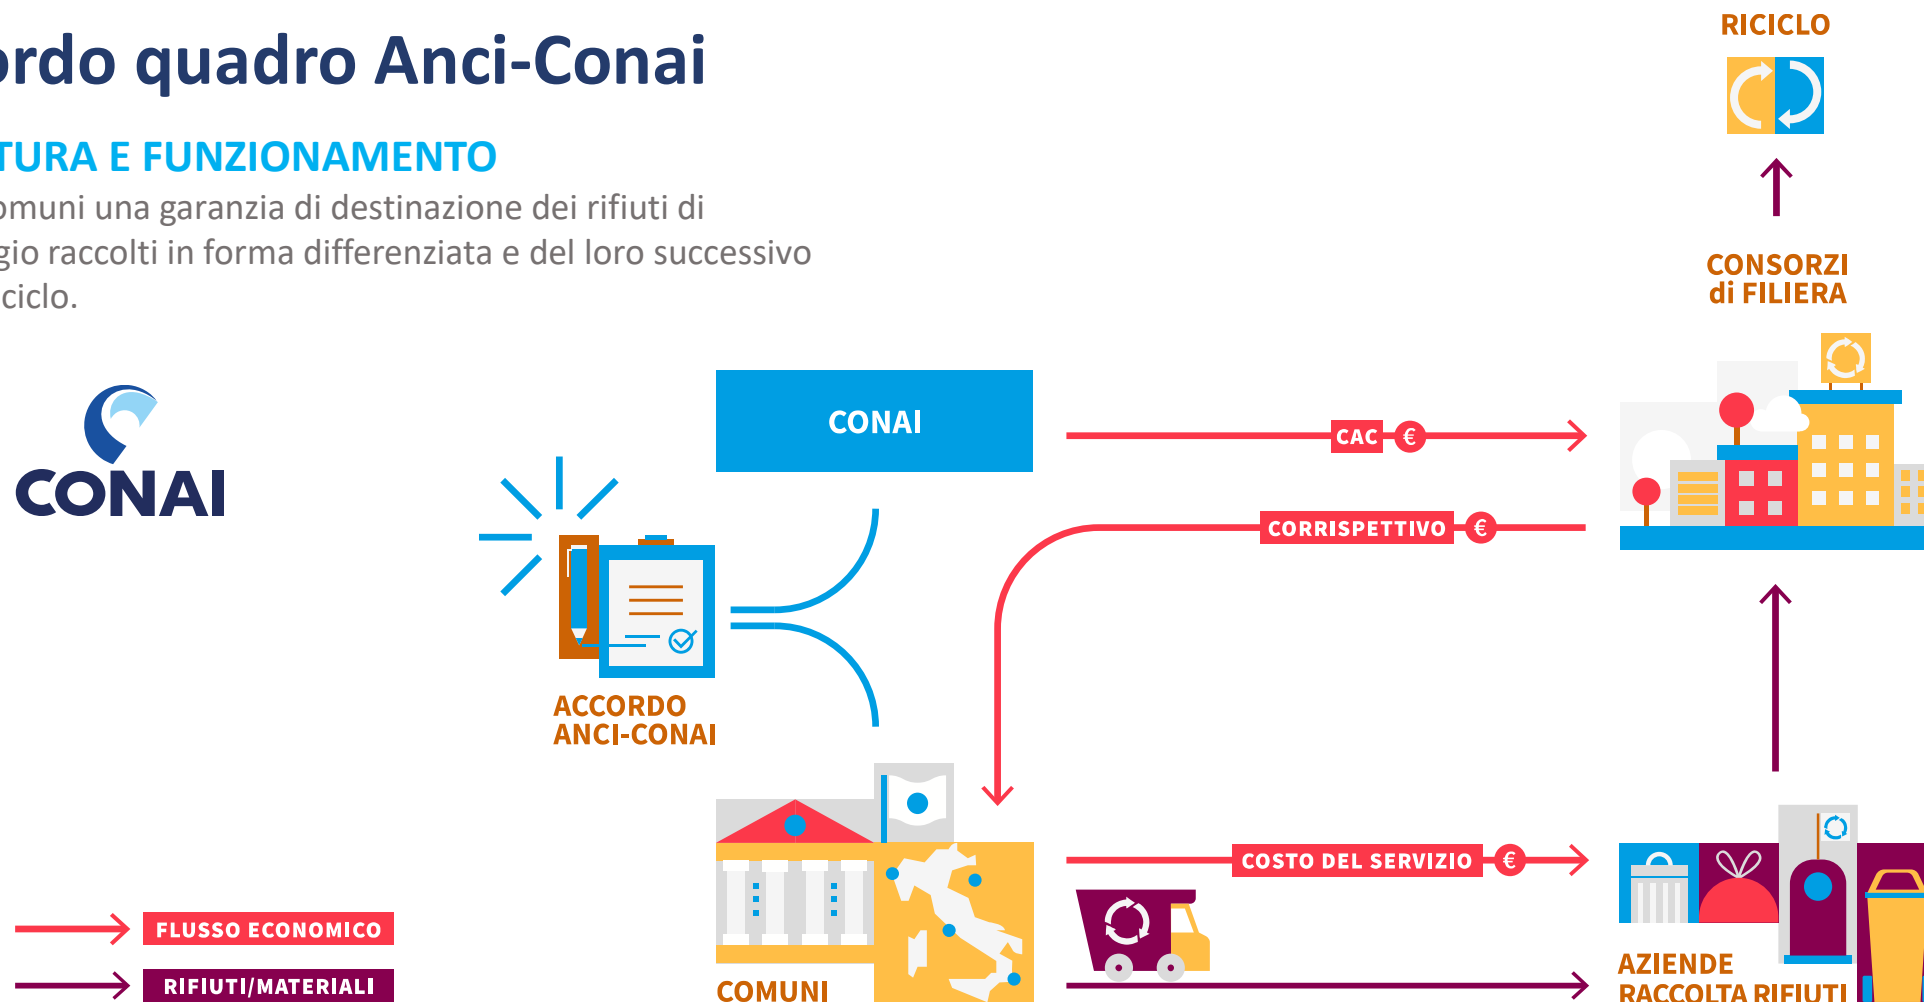 ordo quadro Anci-Conai
TURA E FUNZIONAMENTO
omuni una garanzia di destinazione dei rifiuti di
gio raccolti in forma differenziata e del loro successivo
ciclo.
RICICLO
CONSORZI
di FILIERA
CONAI
CONAI
CAC €
CORRISPETTIVO €
ACCORDO
ANCI-CONAI
COSTO DEL SERVIZIO €
FLUSSO ECONOMICO
RIFIUTI/MATERIALI
COMUNI
AZIENDE
RACCOLTA RIFIUTI